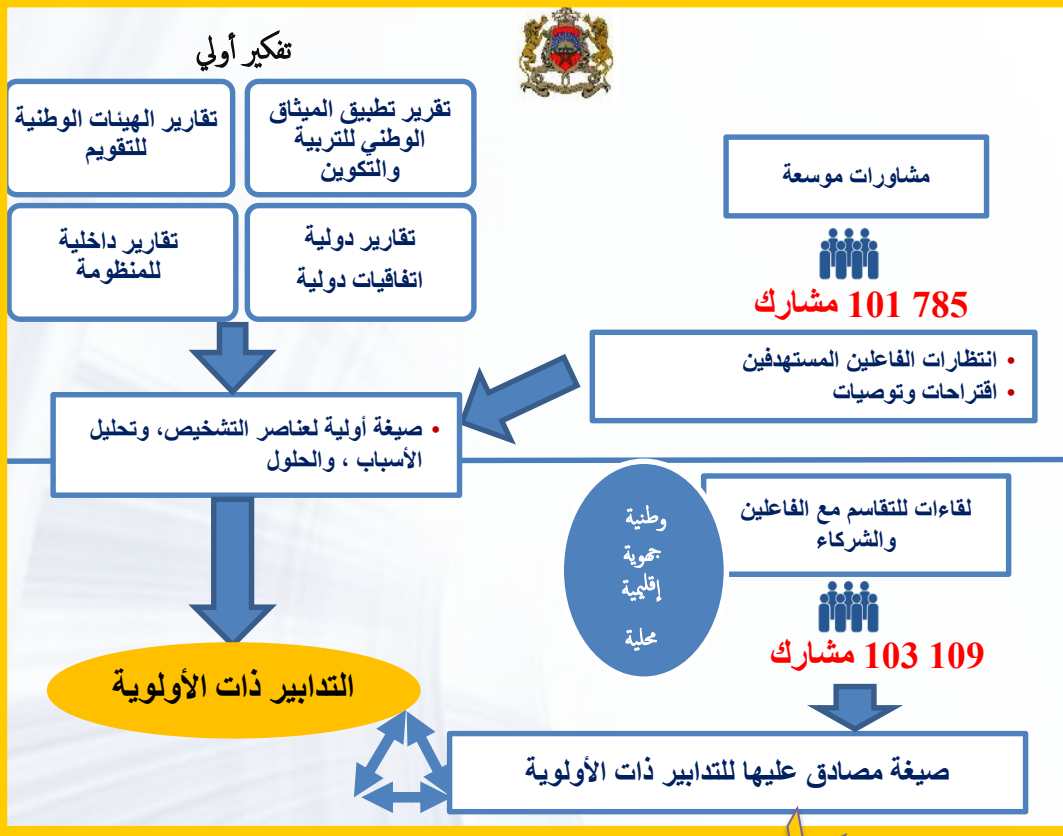 تفكير أولي
تقرير تطبيق الميثاق
الوطني للتربية
والتكوين
تقارير الهيئات الوطنية
للتقويم
تقارير دولية
اتفاقيات دولية
تقارير داخلية
للمنظومة
مشاورات موسعة
101 785 مشارك
• انتظارات الفاعلين المستهدفين
• اقتراحات وتوصيات
• صيغة أولية لعناصر التشخيص، وتحليل
الأسباب ، والحلول
لقاءات للتقاسم مع الفاعلين
والشركاء
وطنية
جهوية
إقليمية
محلية
103 109 مشارك
التدابير ذات الأولوية
صيغة مصادق عليها للتدابير ذات الأولوية